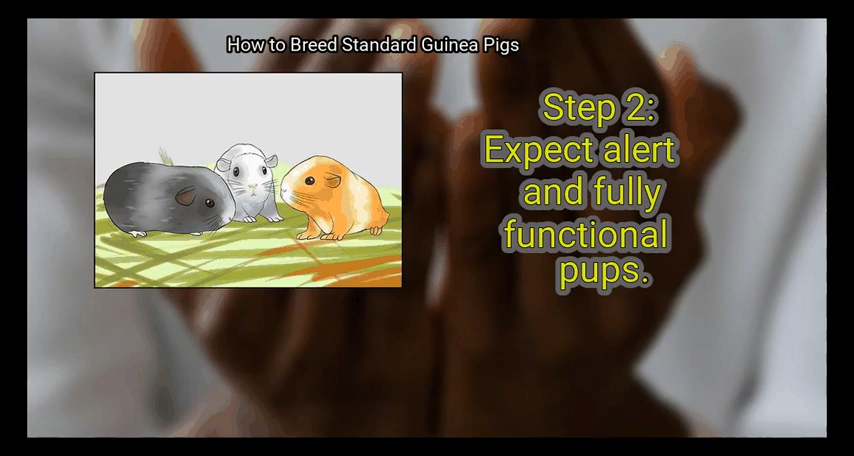 How to Breed Standard Guinea Pigs
Step 2:
Expect alert
and fully
functional
pups.